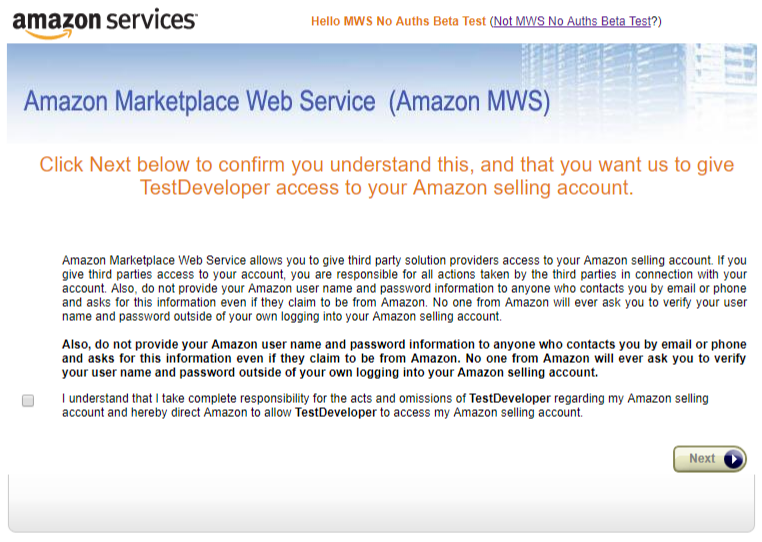 amazon services
Hello MWS No Auths Beta Test (Not MWS No Auths Beta Test?)
Amazon Marketplace Web Service (Amazon MWS)
Click Next below to confirm you understand this, and that you want us to give
TestDeveloper access to your Amazon selling account.
Amazon Marketplace Web Service allows you to give third party solution providers access to your Amazon selling account. If you
give third parties access to your account, you are responsible for all actions taken by the third parties in connection with your
account. Also, do not provide your Amazon user name and password information to anyone who contacts you by email or phone
and asks for this information even if they claim to be from Amazon. No one from Amazon will ever ask you to verify your user
name and password outside of your own logging into your Amazon selling account.
Also, do not provide your Amazon user name and password information to anyone who contacts you by email or phone
and asks for this information even if they claim to be from Amazon. No one from Amazon will ever ask you to verify
your user name and password outside of your own logging into your Amazon selling account.
I understand that I take complete responsibility for the acts and omissions of TestDeveloper regarding my Amazon selling
account and hereby direct Amazon to allow TestDeveloper to access my Amazon selling account.
Next